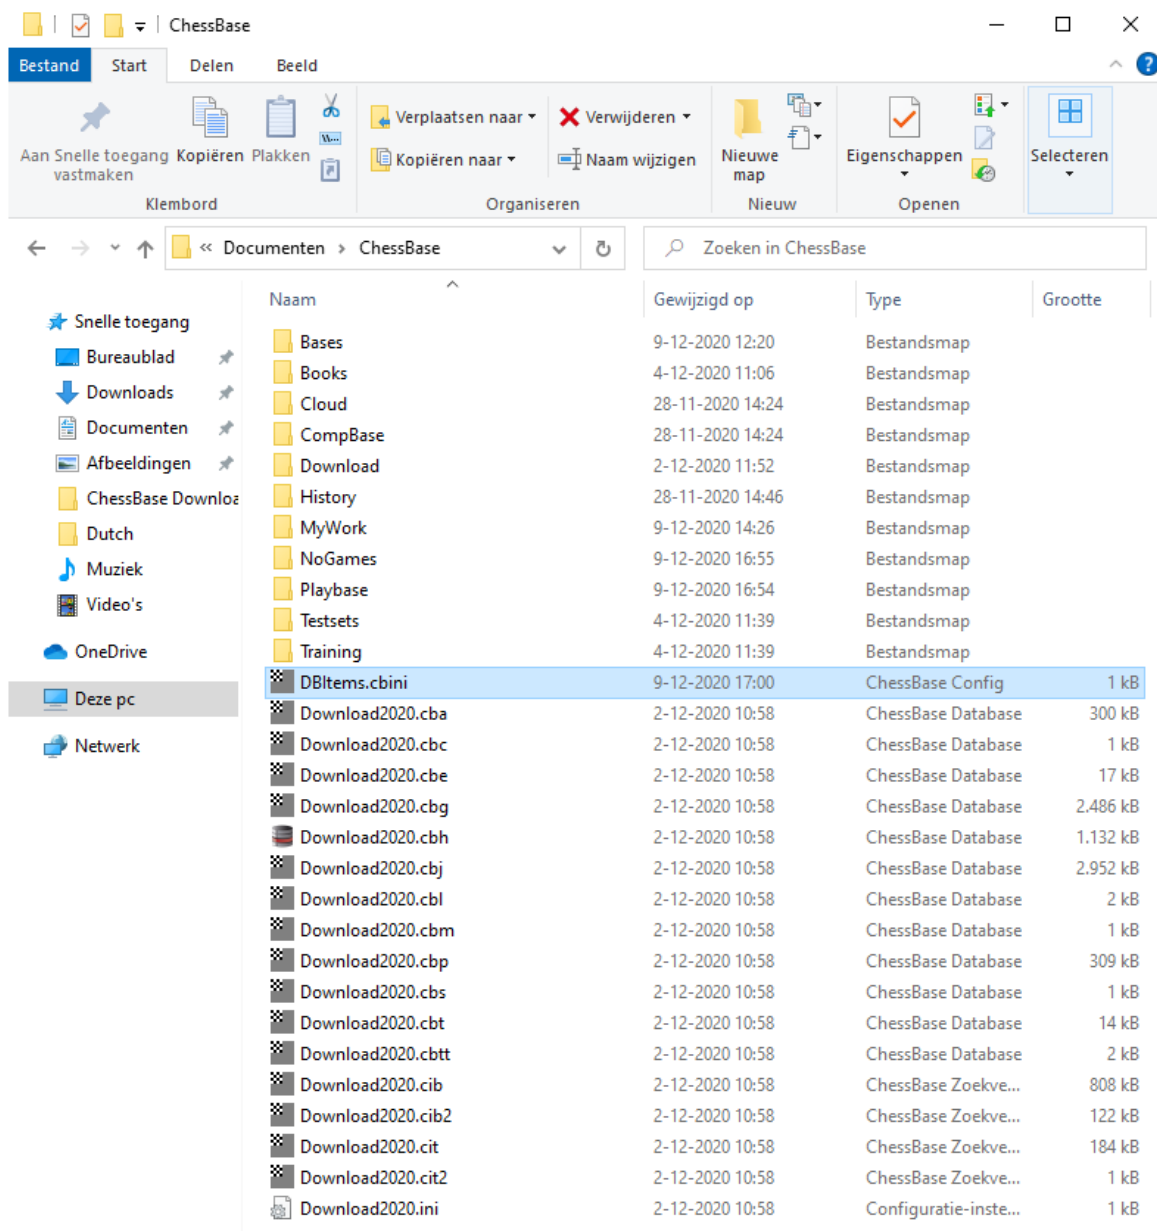 ChessBase
Bestand Start Delen Beeld
Aan Snelle toegang vastmaken
Kopiëren
Plakken
Verplaatsen naar
Kopiëren naar
Verwijderen
Naam wijzigen
Nieuwe map
Eigenschappen
Selecteren
Klembord Organiseren Nieuw Openen
« Documenten › ChessBase
Zoeken in ChessBase
Snelle toegang
Bureaublad
Downloads
Documenten
Afbeeldingen
ChessBase Downloa
Dutch
Muziek
Video's
OneDrive
Deze pc
Netwerk
Naam Gewijzigd op Type Grootte
Bases 9-12-2020 12:20 Bestandsmap
Books 4-12-2020 11:06 Bestandsmap
Cloud 28-11-2020 14:24 Bestandsmap
CompBase 28-11-2020 14:24 Bestandsmap
Download 2-12-2020 11:52 Bestandsmap
History 28-11-2020 14:46 Bestandsmap
MyWork 9-12-2020 14:26 Bestandsmap
NoGames 9-12-2020 16:55 Bestandsmap
Playbase 9-12-2020 16:54 Bestandsmap
Testsets 4-12-2020 11:39 Bestandsmap
Training 4-12-2020 11:39 Bestandsmap
DBItems.cbini 9-12-2020 17:00 ChessBase Config 1 kB
Download2020.cba 2-12-2020 10:58 ChessBase Database 300 kB
Download2020.cbc 2-12-2020 10:58 ChessBase Database 1 kB
Download2020.cbe 2-12-2020 10:58 ChessBase Database 17 kB
Download2020.cbg 2-12-2020 10:58 ChessBase Database 2.486 kB
Download2020.cbh 2-12-2020 10:58 ChessBase Database 1.132 kB
Download2020.cbj 2-12-2020 10:58 ChessBase Database 2.952 kB
Download2020.cbl 2-12-2020 10:58 ChessBase Database 2 kB
Download2020.cbm 2-12-2020 10:58 ChessBase Database 1 kB
Download2020.cbp 2-12-2020 10:58 ChessBase Database 309 kB
Download2020.cbs 2-12-2020 10:58 ChessBase Database 1 kB
Download2020.cbt 2-12-2020 10:58 ChessBase Database 14 kB
Download2020.cbtt 2-12-2020 10:58 ChessBase Database 2 kB
Download2020.cib 2-12-2020 10:58 ChessBase Zoekve... 808 kB
Download2020.cib2 2-12-2020 10:58 ChessBase Zoekve... 122 kB
Download2020.cit 2-12-2020 10:58 ChessBase Zoekve... 184 kB
Download2020.cit2 2-12-2020 10:58 ChessBase Zoekve... 1 kB
Download2020.ini 2-12-2020 10:58 Configuratie-inste... 1 kB